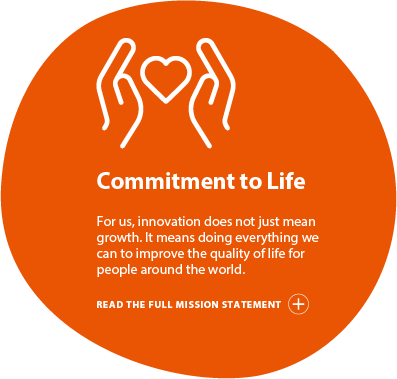 Commitment to Life
For us, innovation does not just mean
growth. It means doing everything we
can to improve the quality of life for
people around the world.
READ THE FULL MISSION STATEMENT